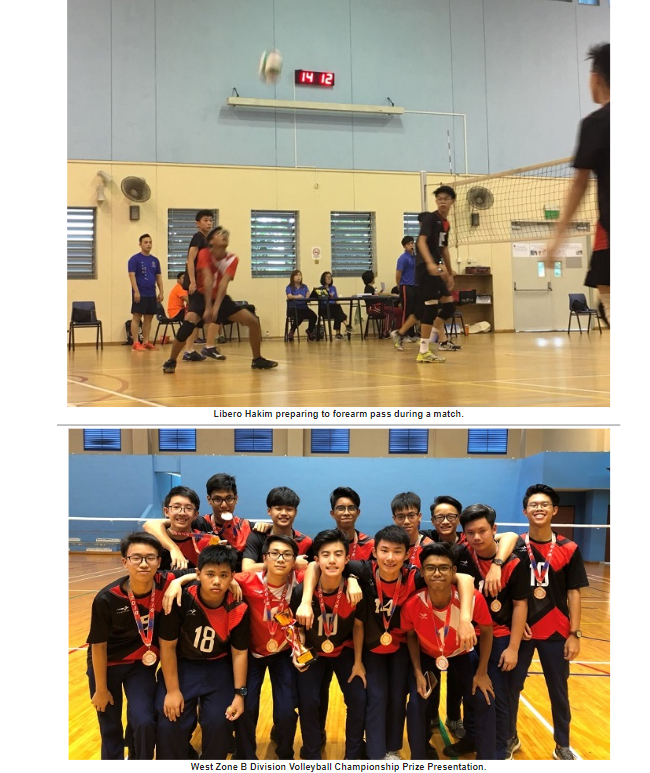 14 12
Libero Hakim preparing to forearm pass during a match.
18
10
14
10
West Zone B Division Volleyball Championship Prize Presentation.